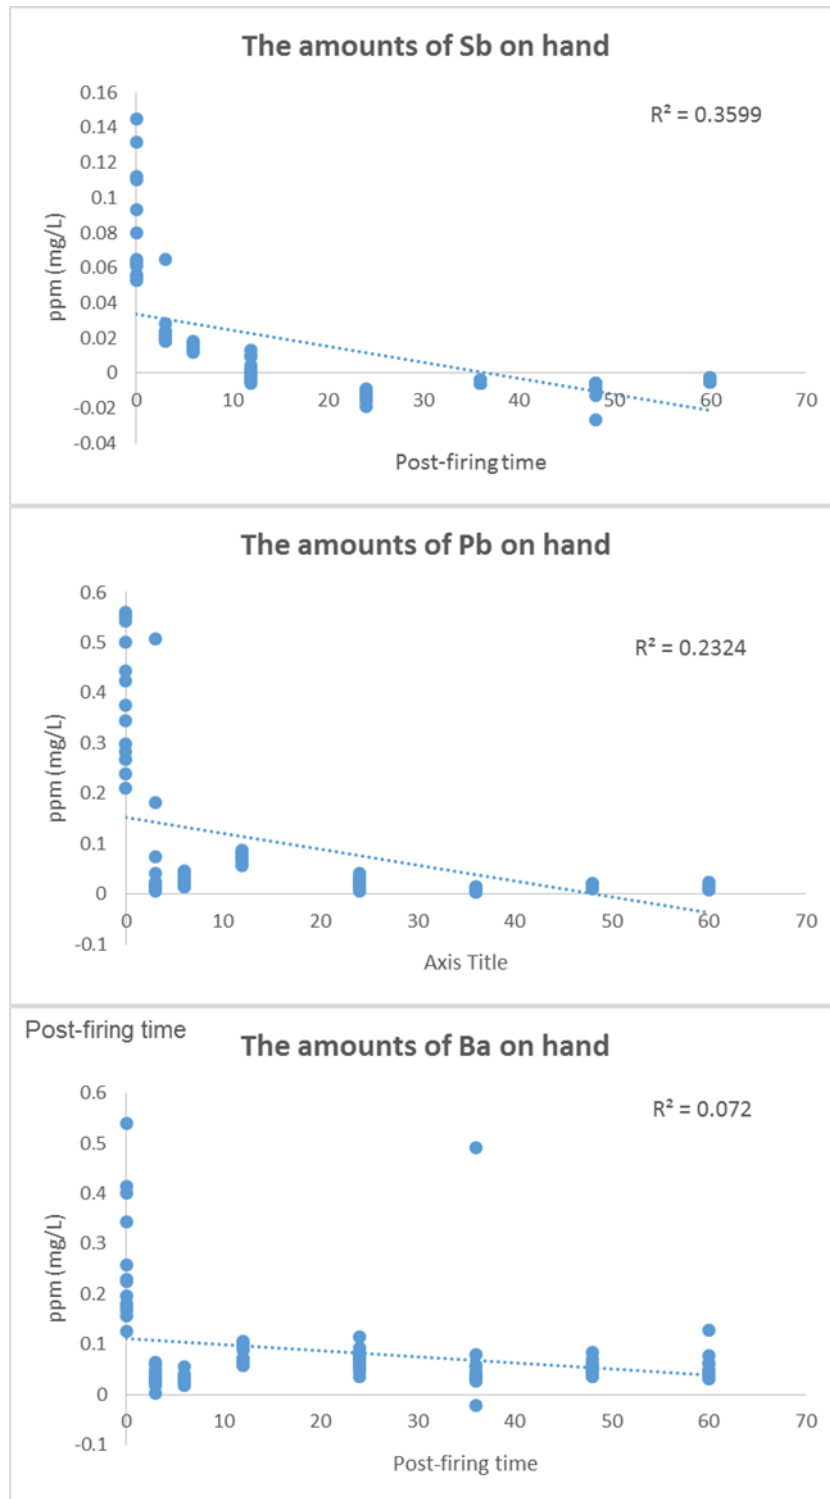 The amounts of Sb on hand
R² = 0.3599
ppm (mg/L)
0.16
0.14
0.12
0.1
0.08
0.06
0.04
0.02
0
-0.02
-0.04
0 10 20 30 40 50 60 70
Post-firing time
The amounts of Pb on hand
R² = 0.2324
ppm (mg/L)
0.6
0.5
0.4
0.3
0.2
0.1
0
-0.1
0 10 20 30 40 50 60 70
Axis Title
Post-firing time
The amounts of Ba on hand
R² = 0.072
ppm (mg/L)
0.6
0.5
0.4
0.3
0.2
0.1
0
-0.1
0 10 20 30 40 50 60 70
Post-firing time